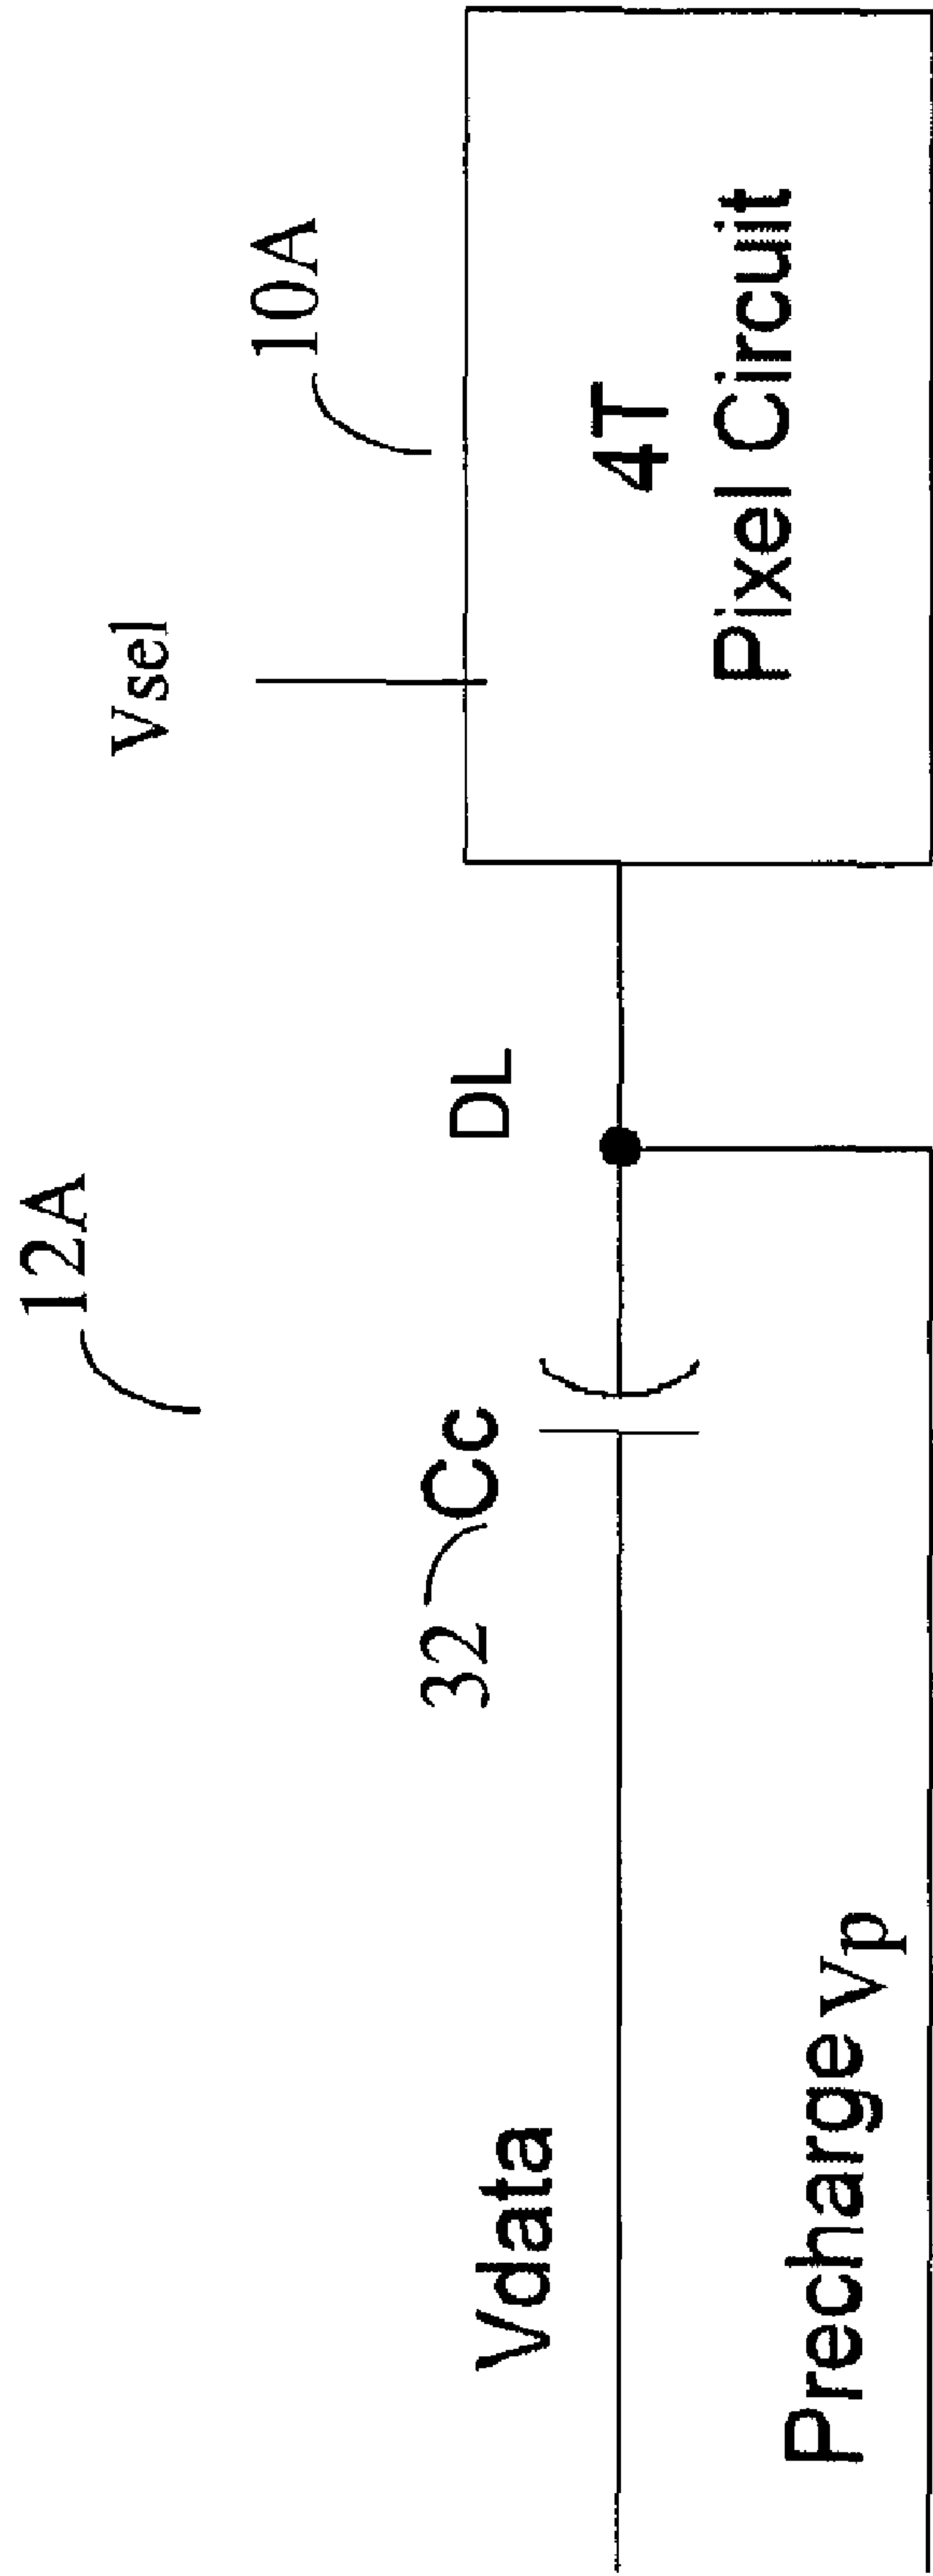 12A
10A
Vsel
32 Cc
DL
Vdata
4T
Pixel Circuit
Precharge Vp